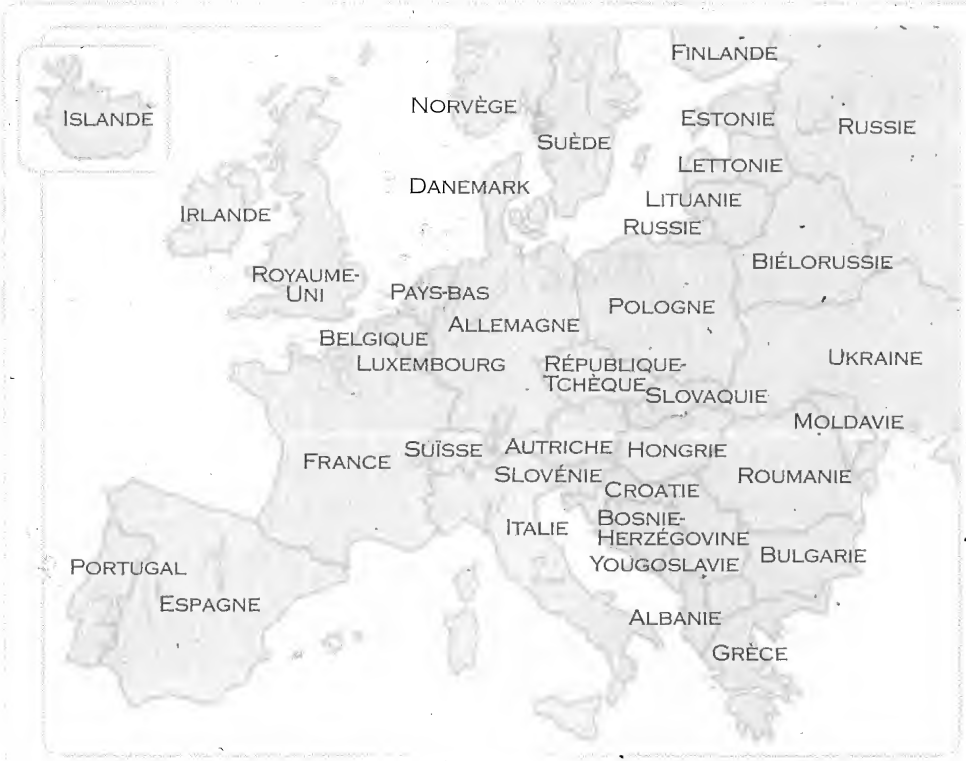 FINLANDE
ISLANDE
NORVÈGE
ESTONIE
RUSSIE
SUÈDE
LETTONIE
DANEMARK
LITUANIE
IRLANDE
RUSSIE
BIÉLORUSSIE
ROYAUME-
UNI
PAYS-BAS
POLOGNE
ALLEMAGNE
BELGIQUE
LUXEMBOURG
RÉPUBLIQUE-
TCHÈQUE
UKRAINE
SLOVAQUIE
MOLDAVIE
FRANCE
SUÏSSE
AUTRICHE
HONGRIE
SLOVÉNIE
ROUMANIE
CROATIE
ITALIE
BOSNIE-
HERZÉGOVINE
YOUGOSLAVIE
BULGARIE
PORTUGAL
ESPAGNE
ALBANIE
GRÈCE